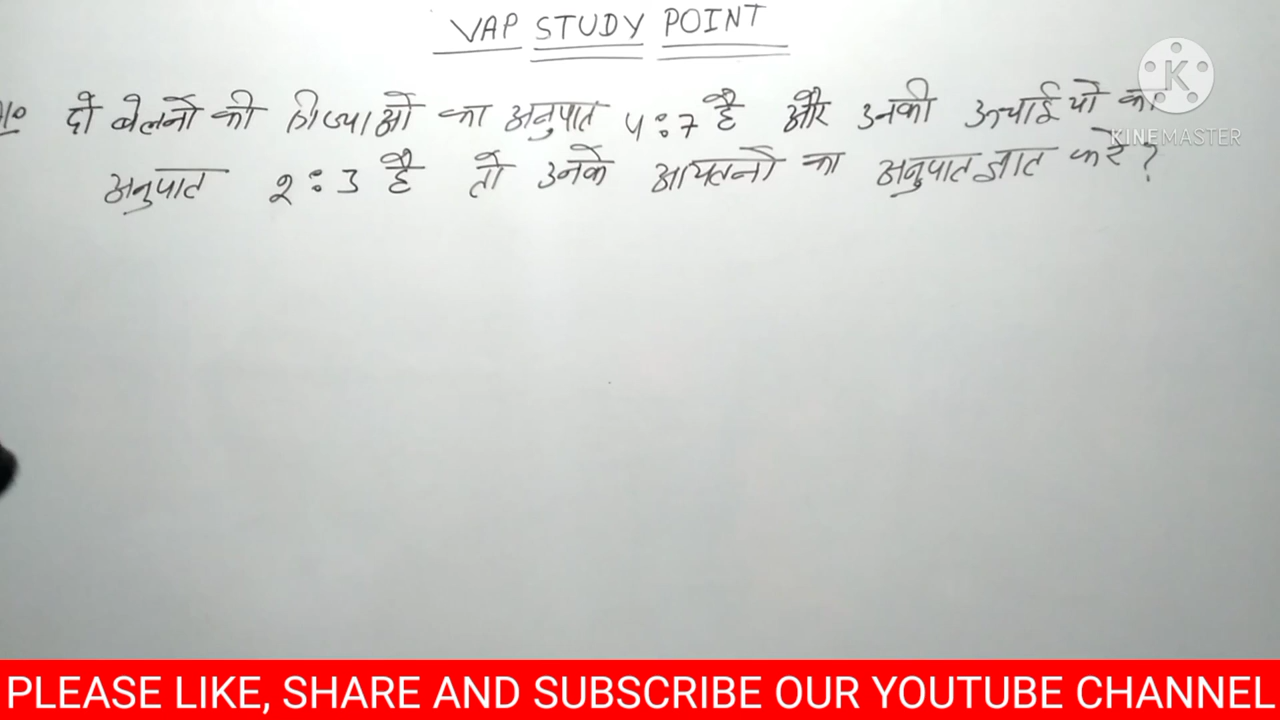 VAP STUDY POINT
दो बेलनो की त्रिज्याओ का अनुपात 4:7 है और उनकी ऊचाईयो का
अनुपात 2:3 है तो उनके आयतनो का अनुपात ज्ञात करे?
K
KINEMASTER
PLEASE LIKE, SHARE AND SUBSCRIBE OUR YOUTUBE CHANNEL